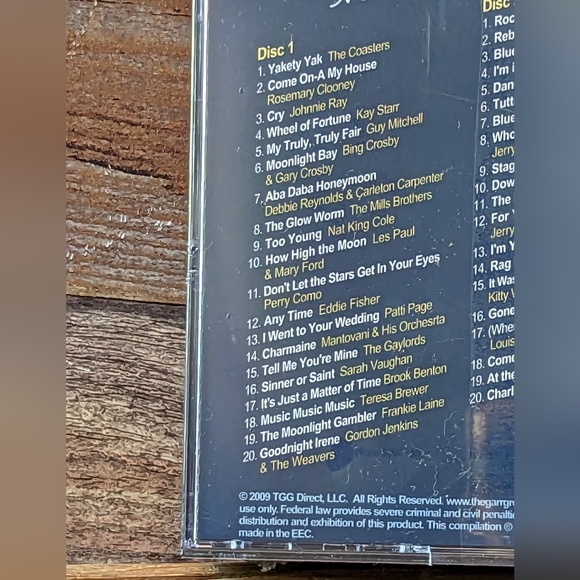 Disc 1
1. Yakety Yak The Coasters
2. Come On-A My House
Rosemary Clooney
3. Cry Johnnie Ray
4. Wheel of Fortune Kay Starr
5. My Truly, Truly Fair Guy Mitchell
6. Moonlight Bay Bing Crosby
& Gary Crosby
7. Aba Daba Honeymoon
Debbie Reynolds & Carleton Carpenter
8. The Glow Worm The Mills Brothers
9. Too Young Nat King Cole
10. How High the Moon Les Paul
& Mary Ford
11. Don't Let the Stars Get In Your Eyes
Perry Como
12. Any Time Eddie Fisher
13. I Went to Your Wedding Patti Page
14. Charmaine Mantovani & His Orchesrta
15. Tell Me You're Mine The Gaylords
16. Sinner or Saint Sarah Vaughan
17. It's Just a Matter of Time Brook Benton
18. Music Music Music Teresa Brewer
19. The Moonlight Gambler Frankie Laine
20. Goodnight Irene Gordon Jenkins
& The Weavers
Disc
1. Roc
2. Reb
3. Blue
4. I'm i
5. Dan
6. Tutt
7. Blue
8. Who
Jerry
9. Stag
10. Dow
11. The
12. For
Jerry
13. I'm Y
14. Rag
15. It Was
Kitty
16. Gone
17. (Whe
Louis
18. Come
19. At the
20. Charl
© 2009 TGG Direct, LLC. All Rights Reserved. www.thegarrgr
use only. Federal law provides severe criminal and civil penalti
distribution and exhibition of this product. This compilation ©
made in the EEC.